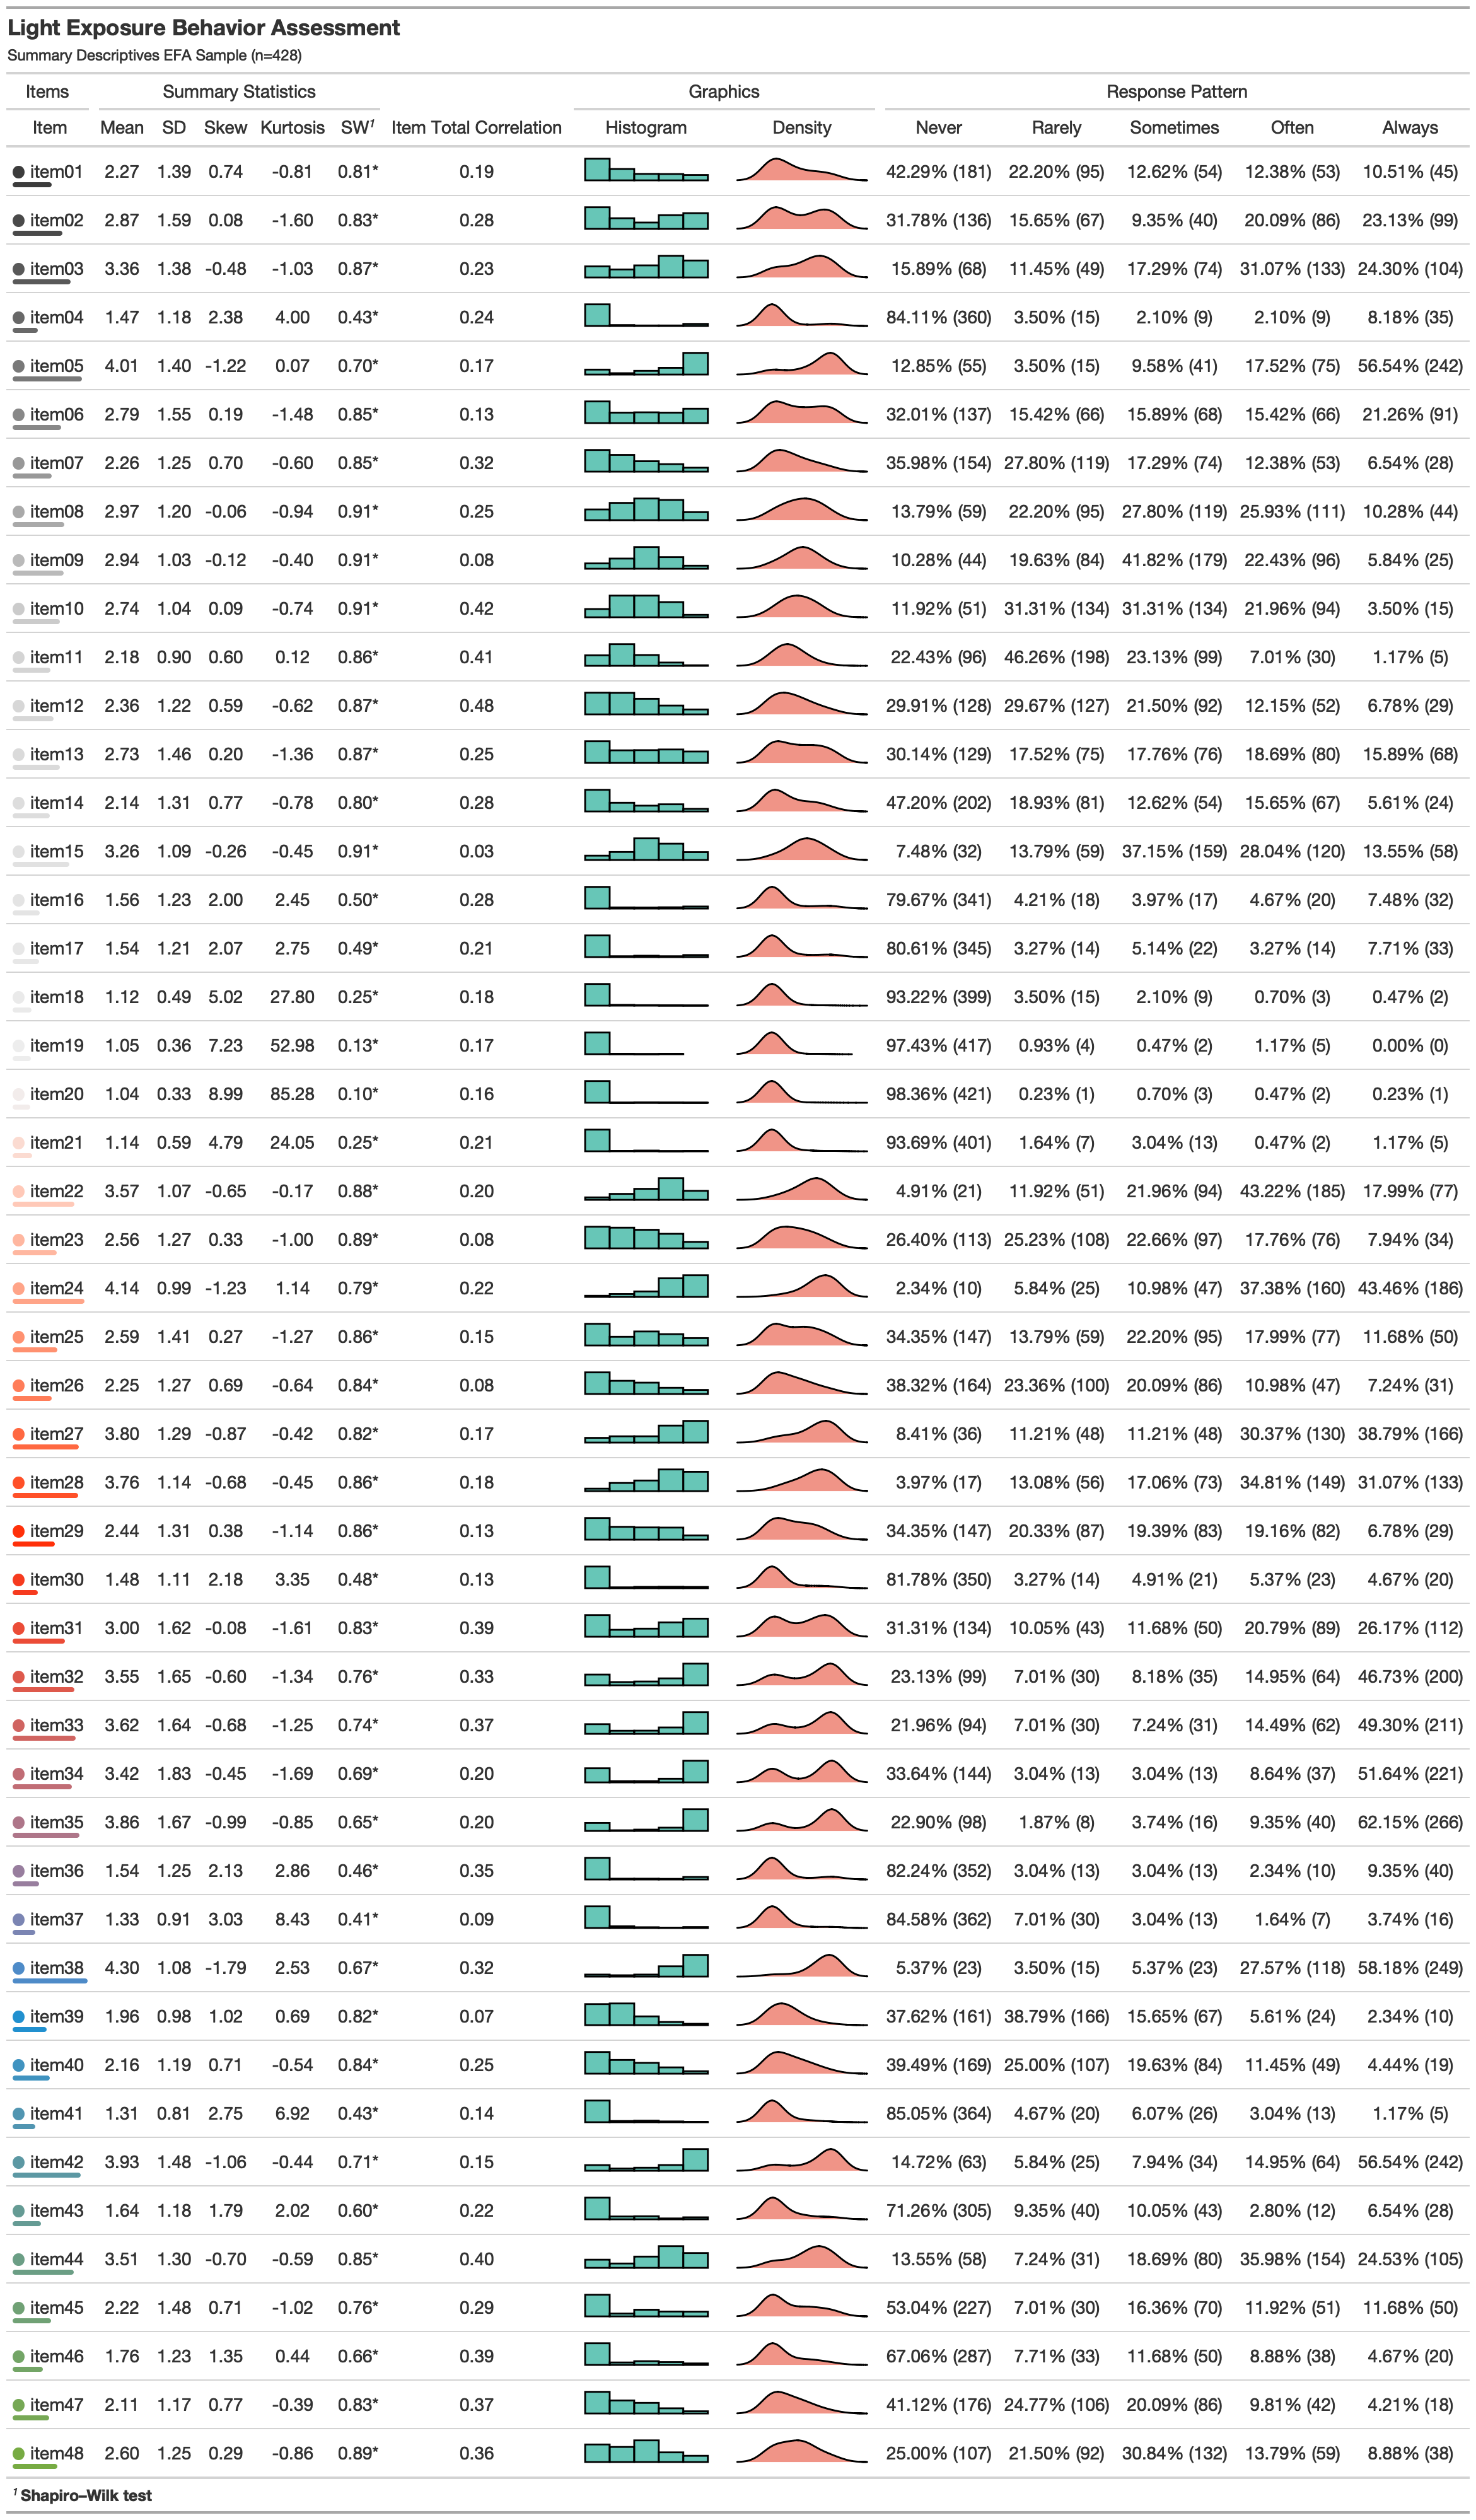 Light Exposure Behavior Assessment
Summary Descriptives EFA Sample (n=428)
Items Summary Statistics Graphics Response Pattern
Item Mean SD Skew Kurtosis SW1 Item Total Correlation Histogram Density Never Rarely Sometimes Often Always
item01 2.27 1.39 0.74 -0.81 0.81* 0.19 42.29% (181) 22.20% (95) 12.62% (54) 12.38% (53) 10.51% (45)
item02 2.87 1.59 0.08 -1.60 0.83* 0.28 31.78% (136) 15.65% (67) 9.35% (40) 20.09% (86) 23.13% (99)
item03 3.36 1.38 -0.48 -1.03 0.87* 0.23 15.89% (68) 11.45% (49) 17.29% (74) 31.07% (133) 24.30% (104)
item04 1.47 1.18 2.38 4.00 0.43* 0.24 84.11% (360) 3.50% (15) 2.10% (9) 2.10% (9) 8.18% (35)
item05 4.01 1.40 -1.22 0.07 0.70* 0.17 12.85% (55) 3.50% (15) 9.58% (41) 17.52% (75) 56.54% (242)
item06 2.79 1.55 0.19 -1.48 0.85* 0.13 32.01% (137) 15.42% (66) 15.89% (68) 15.42% (66) 21.26% (91)
item07 2.26 1.25 0.70 -0.60 0.85* 0.32 35.98% (154) 27.80% (119) 17.29% (74) 12.38% (53) 6.54% (28)
item08 2.97 1.20 -0.06 -0.94 0.91* 0.25 13.79% (59) 22.20% (95) 27.80% (119) 25.93% (111) 10.28% (44)
item09 2.94 1.03 -0.12 -0.40 0.91* 0.08 10.28% (44) 19.63% (84) 41.82% (179) 22.43% (96) 5.84% (25)
item10 2.74 1.04 0.09 -0.74 0.91* 0.42 11.92% (51) 31.31% (134) 31.31% (134) 21.96% (94) 3.50% (15)
item11 2.18 0.90 0.60 0.12 0.86* 0.41 22.43% (96) 46.26% (198) 23.13% (99) 7.01% (30) 1.17% (5)
item12 2.36 1.22 0.59 -0.62 0.87* 0.48 29.91% (128) 29.67% (127) 21.50% (92) 12.15% (52) 6.78% (29)
item13 2.73 1.46 0.20 -1.36 0.87* 0.25 30.14% (129) 17.52% (75) 17.76% (76) 18.69% (80) 15.89% (68)
item14 2.14 1.31 0.77 -0.78 0.80* 0.28 47.20% (202) 18.93% (81) 12.62% (54) 15.65% (67) 5.61% (24)
item15 3.26 1.09 -0.26 -0.45 0.91* 0.03 7.48% (32) 13.79% (59) 37.15% (159) 28.04% (120) 13.55% (58)
item16 1.56 1.23 2.00 2.45 0.50* 0.28 79.67% (341) 4.21% (18) 3.97% (17) 4.67% (20) 7.48% (32)
item17 1.54 1.21 2.07 2.75 0.49* 0.21 80.61% (345) 3.27% (14) 5.14% (22) 3.27% (14) 7.71% (33)
item18 1.12 0.49 5.02 27.80 0.25* 0.18 93.22% (399) 3.50% (15) 2.10% (9) 0.70% (3) 0.47% (2)
item19 1.05 0.36 7.23 52.98 0.13* 0.17 97.43% (417) 0.93% (4) 0.47% (2) 1.17% (5) 0.00% (0)
item20 1.04 0.33 8.99 85.28 0.10* 0.16 98.36% (421) 0.23% (1) 0.70% (3) 0.47% (2) 0.23% (1)
item21 1.14 0.59 4.79 24.05 0.25* 0.21 93.69% (401) 1.64% (7) 3.04% (13) 0.47% (2) 1.17% (5)
item22 3.57 1.07 -0.65 -0.17 0.88* 0.20 4.91% (21) 11.92% (51) 21.96% (94) 43.22% (185) 17.99% (77)
item23 2.56 1.27 0.33 -1.00 0.89* 0.08 26.40% (113) 25.23% (108) 22.66% (97) 17.76% (76) 7.94% (34)
item24 4.14 0.99 -1.23 1.14 0.79* 0.22 2.34% (10) 5.84% (25) 10.98% (47) 37.38% (160) 43.46% (186)
item25 2.59 1.41 0.27 -1.27 0.86* 0.15 34.35% (147) 13.79% (59) 22.20% (95) 17.99% (77) 11.68% (50)
item26 2.25 1.27 0.69 -0.64 0.84* 0.08 38.32% (164) 23.36% (100) 20.09% (86) 10.98% (47) 7.24% (31)
item27 3.80 1.29 -0.87 -0.42 0.82* 0.17 8.41% (36) 11.21% (48) 11.21% (48) 30.37% (130) 38.79% (166)
item28 3.76 1.14 -0.68 -0.45 0.86* 0.18 3.97% (17) 13.08% (56) 17.06% (73) 34.81% (149) 31.07% (133)
item29 2.44 1.31 0.38 -1.14 0.86* 0.13 34.35% (147) 20.33% (87) 19.39% (83) 19.16% (82) 6.78% (29)
item30 1.48 1.11 2.18 3.35 0.48* 0.13 81.78% (350) 3.27% (14) 4.91% (21) 5.37% (23) 4.67% (20)
item31 3.00 1.62 -0.08 -1.61 0.83* 0.39 31.31% (134) 10.05% (43) 11.68% (50) 20.79% (89) 26.17% (112)
item32 3.55 1.65 -0.60 -1.34 0.76* 0.33 23.13% (99) 7.01% (30) 8.18% (35) 14.95% (64) 46.73% (200)
item33 3.62 1.64 -0.68 -1.25 0.74* 0.37 21.96% (94) 7.01% (30) 7.24% (31) 14.49% (62) 49.30% (211)
item34 3.42 1.83 -0.45 -1.69 0.69* 0.20 33.64% (144) 3.04% (13) 3.04% (13) 8.64% (37) 51.64% (221)
item35 3.86 1.67 -0.99 -0.85 0.65* 0.20 22.90% (98) 1.87% (8) 3.74% (16) 9.35% (40) 62.15% (266)
item36 1.54 1.25 2.13 2.86 0.46* 0.35 82.24% (352) 3.04% (13) 3.04% (13) 2.34% (10) 9.35% (40)
item37 1.33 0.91 3.03 8.43 0.41* 0.09 84.58% (362) 7.01% (30) 3.04% (13) 1.64% (7) 3.74% (16)
item38 4.30 1.08 -1.79 2.53 0.67* 0.32 5.37% (23) 3.50% (15) 5.37% (23) 27.57% (118) 58.18% (249)
item39 1.96 0.98 1.02 0.69 0.82* 0.07 37.62% (161) 38.79% (166) 15.65% (67) 5.61% (24) 2.34% (10)
item40 2.16 1.19 0.71 -0.54 0.84* 0.25 39.49% (169) 25.00% (107) 19.63% (84) 11.45% (49) 4.44% (19)
item41 1.31 0.81 2.75 6.92 0.43* 0.14 85.05% (364) 4.67% (20) 6.07% (26) 3.04% (13) 1.17% (5)
item42 3.93 1.48 -1.06 -0.44 0.71* 0.15 14.72% (63) 5.84% (25) 7.94% (34) 14.95% (64) 56.54% (242)
item43 1.64 1.18 1.79 2.02 0.60* 0.22 71.26% (305) 9.35% (40) 10.05% (43) 2.80% (12) 6.54% (28)
item44 3.51 1.30 -0.70 -0.59 0.85* 0.40 13.55% (58) 7.24% (31) 18.69% (80) 35.98% (154) 24.53% (105)
item45 2.22 1.48 0.71 -1.02 0.76* 0.29 53.04% (227) 7.01% (30) 16.36% (70) 11.92% (51) 11.68% (50)
item46 1.76 1.23 1.35 0.44 0.66* 0.39 67.06% (287) 7.71% (33) 11.68% (50) 8.88% (38) 4.67% (20)
item47 2.11 1.17 0.77 -0.39 0.83* 0.37 41.12% (176) 24.77% (106) 20.09% (86) 9.81% (42) 4.21% (18)
item48 2.60 1.25 0.29 -0.86 0.89* 0.36 25.00% (107) 21.50% (92) 30.84% (132) 13.79% (59) 8.88% (38)
1 Shapiro–Wilk test